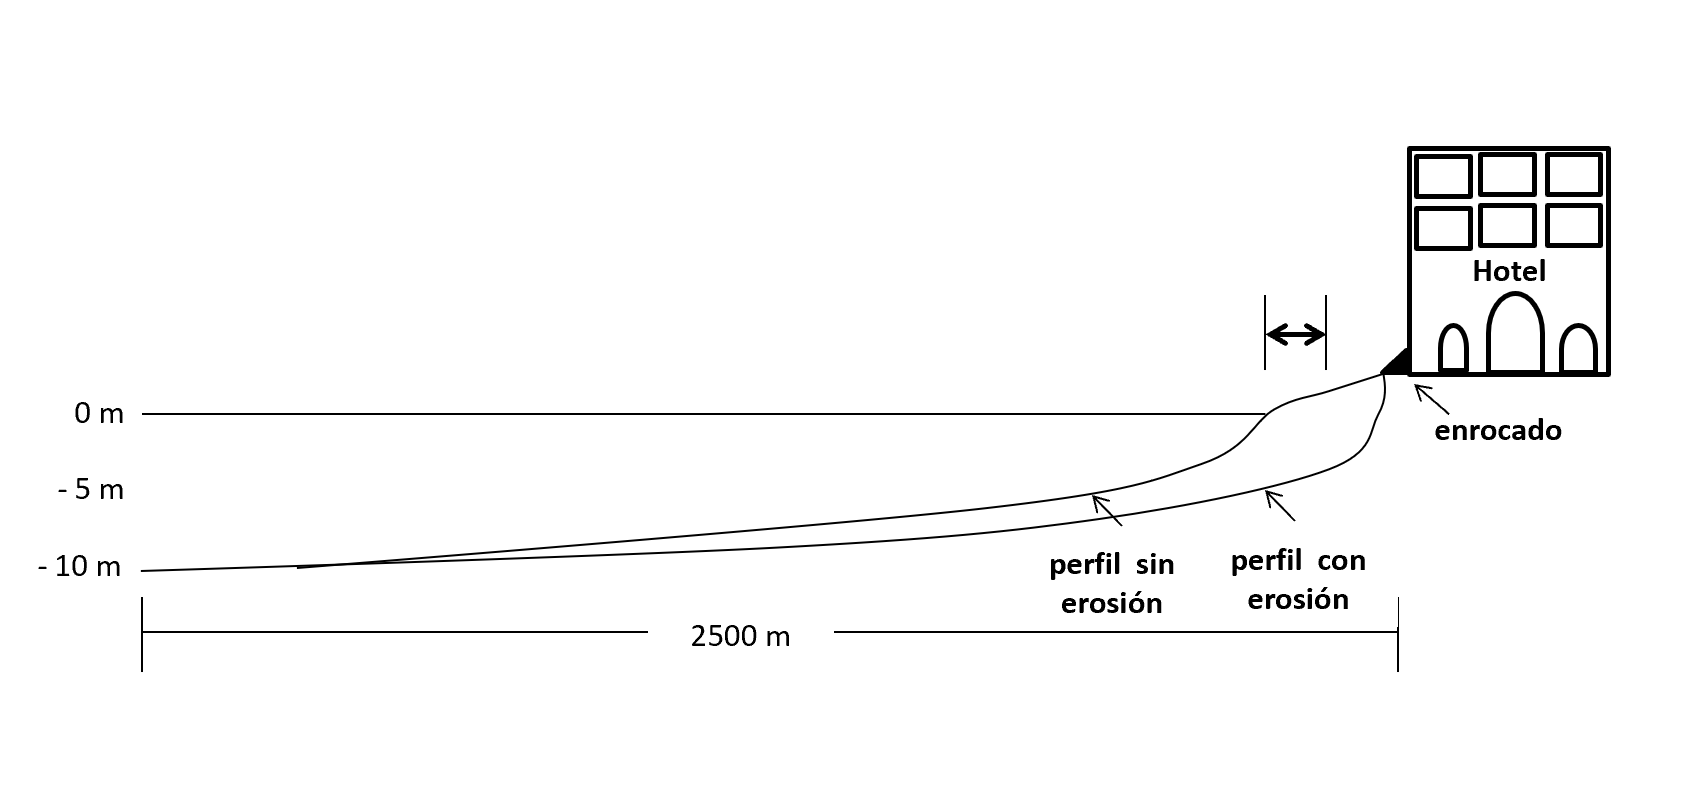 Hotel
0 m
enrocado
- 5 m
- 10 m
perfil  sin
erosión
perfil  con
erosión
2500 m